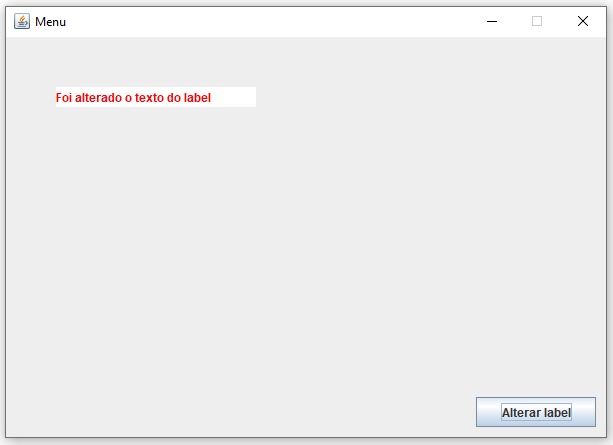 Menu
Foi alterado o texto do label
Alterar label